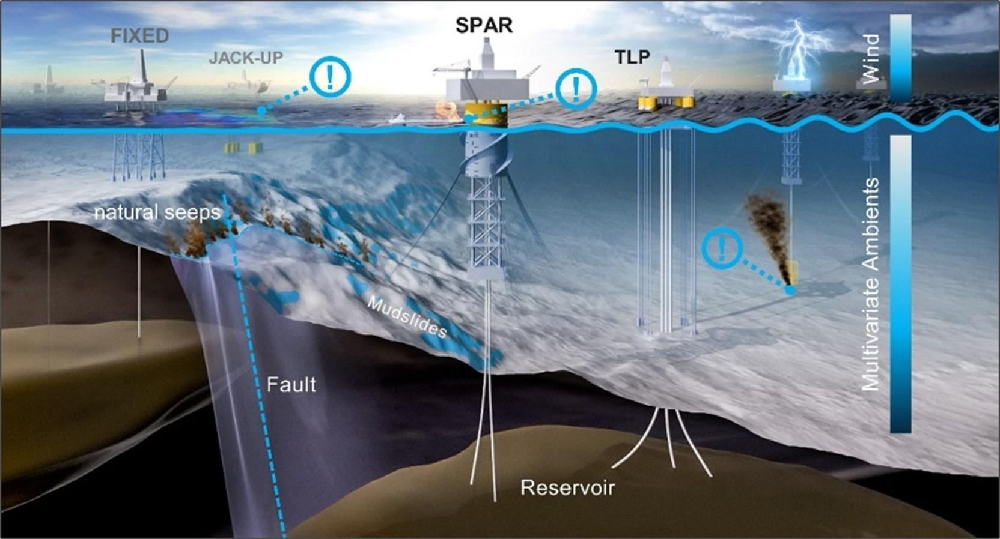 FIXED
JACK-UP
!
SPAR
!
TLP
Wind
natural seeps
!
Mudslides
Multivariate Ambients
Fault
Reservoir